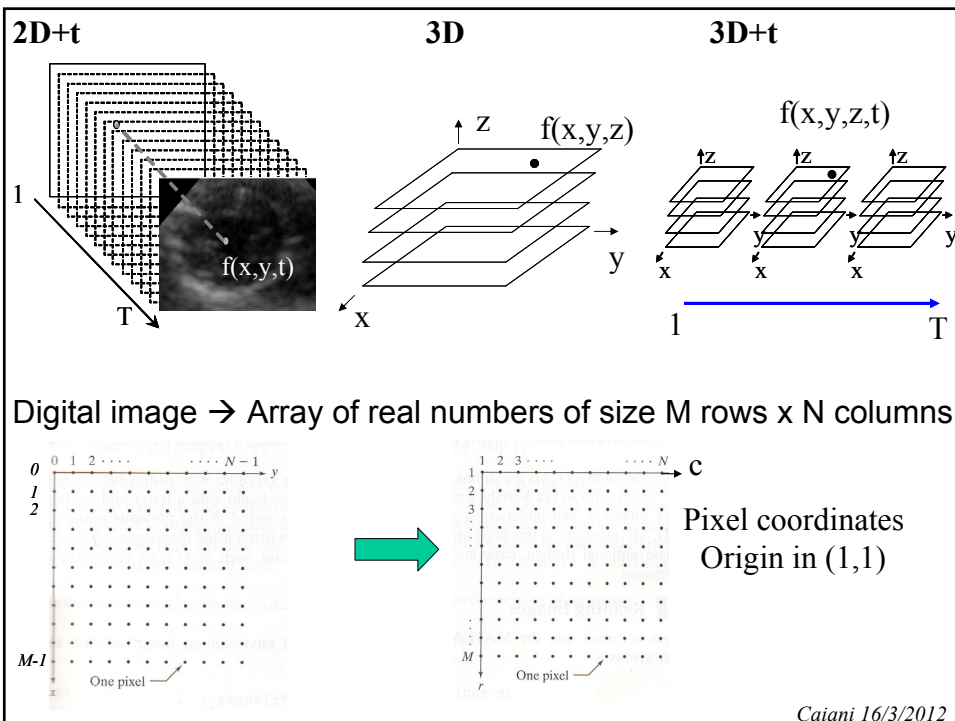 2D+t
3D
3D+t
f(x,y,t)
1
T
z
f(x,y,z)
y
x
f(x,y,z,t)
z
z
z
y
y
y
x
x
x
1
T
Digital image → Array of real numbers of size M rows x N columns
0 1 2 · · · · · · · · N – 1
y
0
1
2
M-1
x
One pixel
1 2 3 · · · · · · · · N
c
1
2
3
M
r
One pixel
Pixel coordinates
Origin in (1,1)
Caiani 16/3/2012